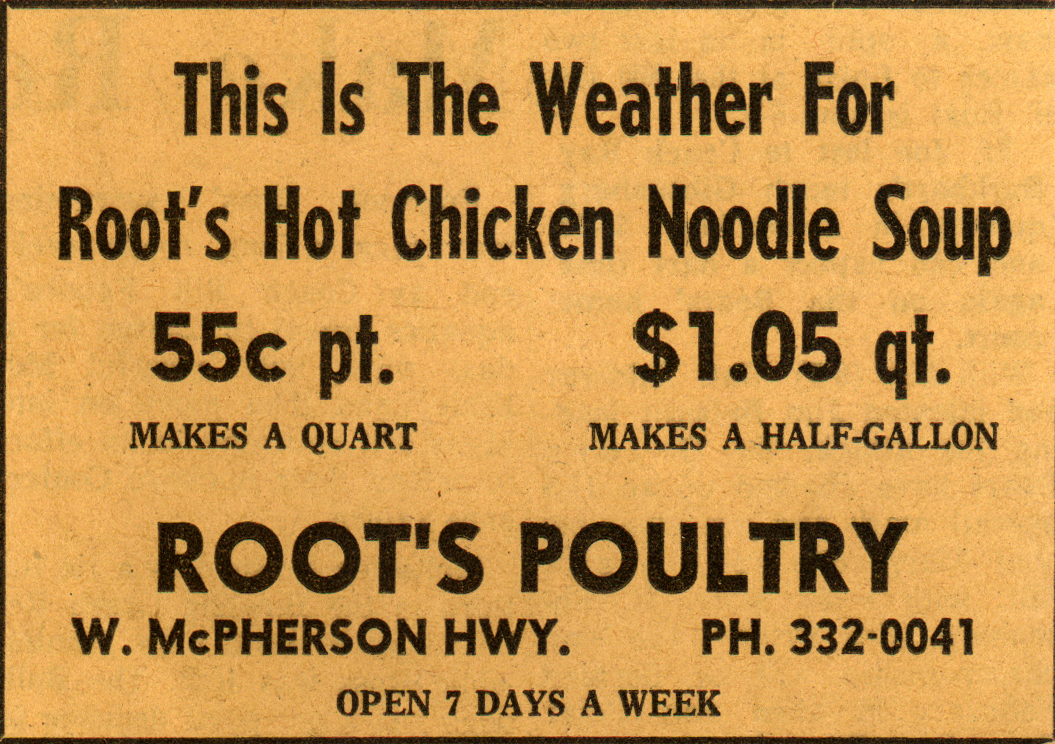 This Is The Weather For
Root's Hot Chicken Noodle Soup
55c pt. $1.05 qt.
MAKES A QUART MAKES A HALF-GALLON
ROOT'S POULTRY
W. McPHERSON HWY. PH. 332-0041
OPEN 7 DAYS A WEEK